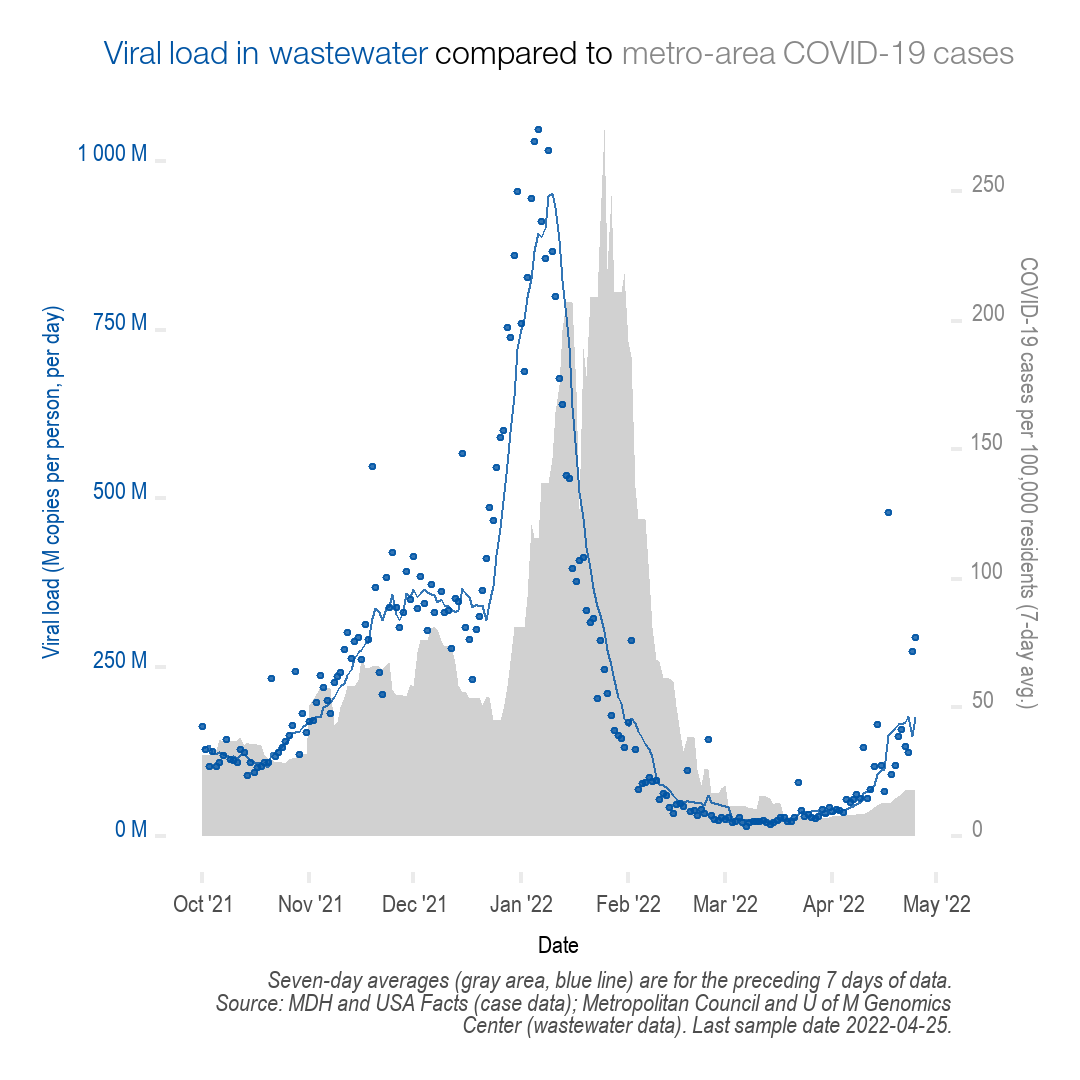 Viral load in wastewater compared to metro-area COVID-19 cases
1 000 M
750 M
500 M
250 M
0 M
Viral load (M copies per person, per day)
250
200
150
100
50
0
COVID-19 cases per 100,000 residents (7-day avg.)
Oct '21 Nov '21 Dec '21 Jan '22 Feb '22 Mar '22 Apr '22 May '22
Date
Seven-day averages (gray area, blue line) are for the preceding 7 days of data.
Source: MDH and USA Facts (case data); Metropolitan Council and U of M Genomics
Center (wastewater data). Last sample date 2022-04-25.